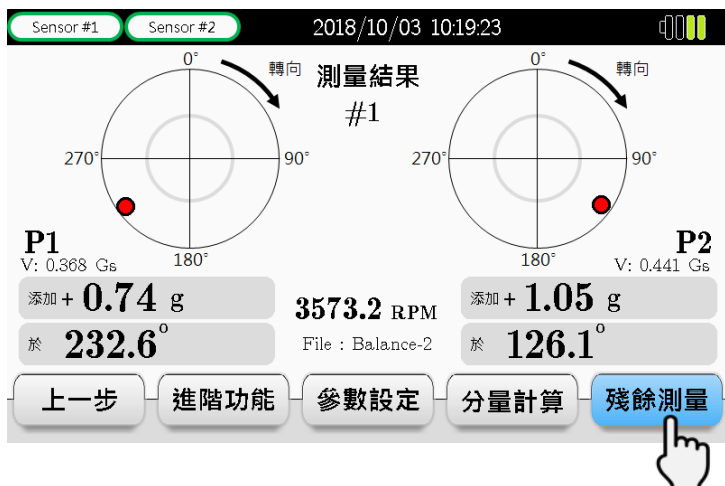 Sensor #1 Sensor #2 2018/10/03 10:19:23
0° 轉向 測量結果 0° 轉向
#1
270° 90° 270° 90°
P1 180° 180° P2
V: 0.368 Gs V: 0.441 Gs
添加 + 0.74 g 添加 + 1.05 g
3573.2 RPM
於 232.6° File : Balance-2 於 126.1°
上一步 進階功能 參數設定 分量計算 殘餘測量